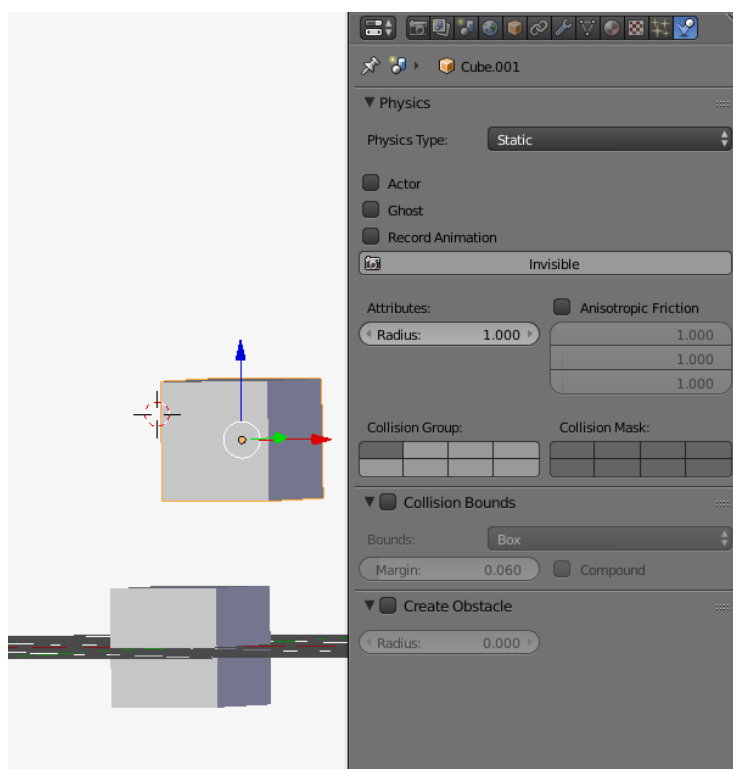 Cube.001
Physics
Physics Type: Static
Actor
Ghost
Record Animation
Invisible
Attributes: Anisotropic Friction
Radius: 1.000 1.000
1.000
1.000
Collision Group: Collision Mask:
Collision Bounds
Bounds: Box
Margin: 0.060 Compound
Create Obstacle
Radius: 0.000